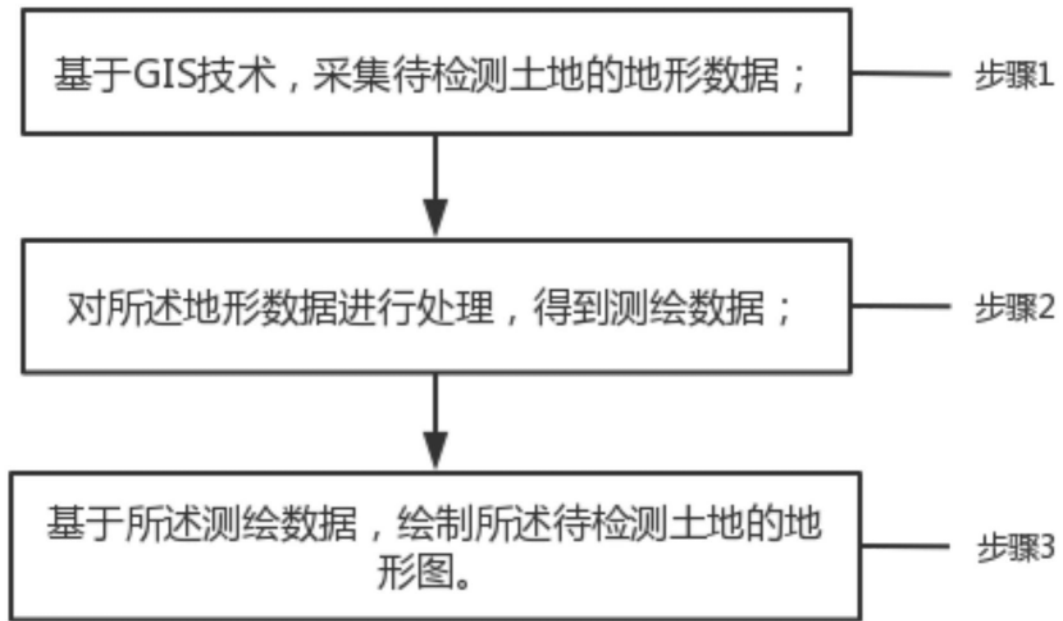 基于GIS技术，采集待检测土地的地形数据；
步骤1
对所述地形数据进行处理，得到测绘数据；
步骤2
基于所述测绘数据，绘制所述待检测土地的地
形图。
步骤3